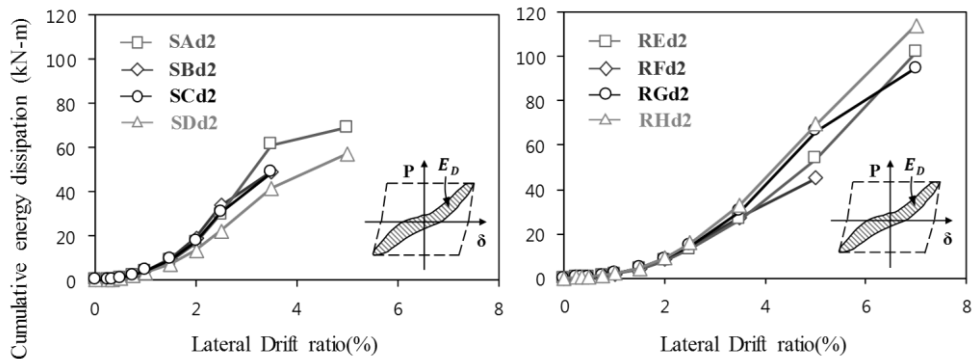 Cumulative energy dissipation (kN-m)
120
100
80
60
40
20
0
SAd2
SBd2
SCd2
SDd2
P
E_D
δ
0 2 4 6 8
Lateral Drift ratio(%)
120
100
80
60
40
20
0
REd2
RFd2
RGd2
RHd2
P
E_D
δ
0 2 4 6 8
Lateral Drift ratio(%)